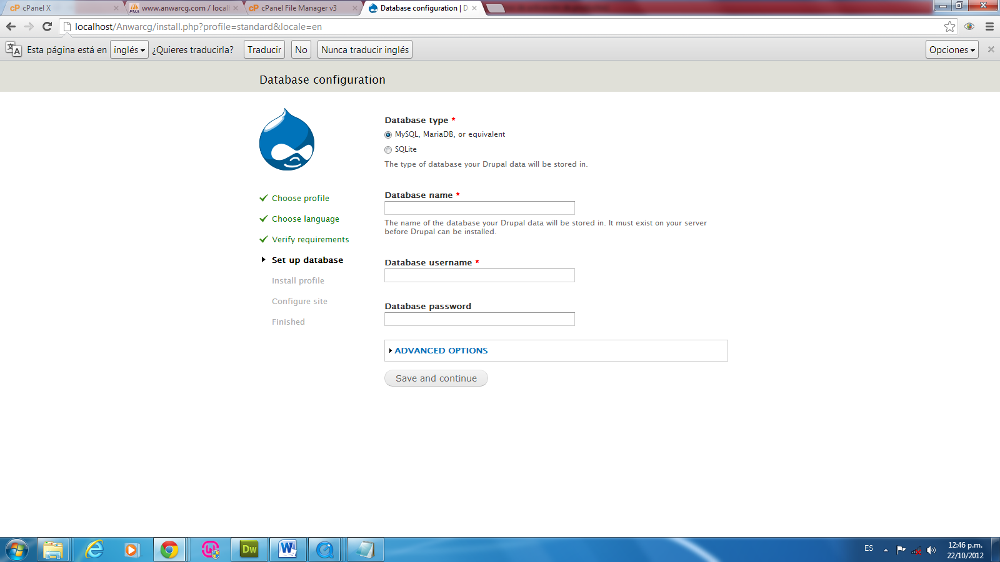 cPanel X
www.anwarcg.com / locali
cPanel File Manager v3
Database configuration | D
localhost/Anwarcg/install.php?profile=standard&locale=en
Esta página está en inglés ¿Quieres traducirla? Traducir No Nunca traducir inglés Opciones
Database configuration
Database type *
MySQL, MariaDB, or equivalent
SQLite
The type of database your Drupal data will be stored in.
Choose profile
Choose language
Verify requirements
Set up database
Install profile
Configure site
Finished
Database name *
The name of the database your Drupal data will be stored in. It must exist on your server
before Drupal can be installed.
Database username *
Database password
ADVANCED OPTIONS
Save and continue
Dw
W
ES
12:46 p.m.
22/10/2012